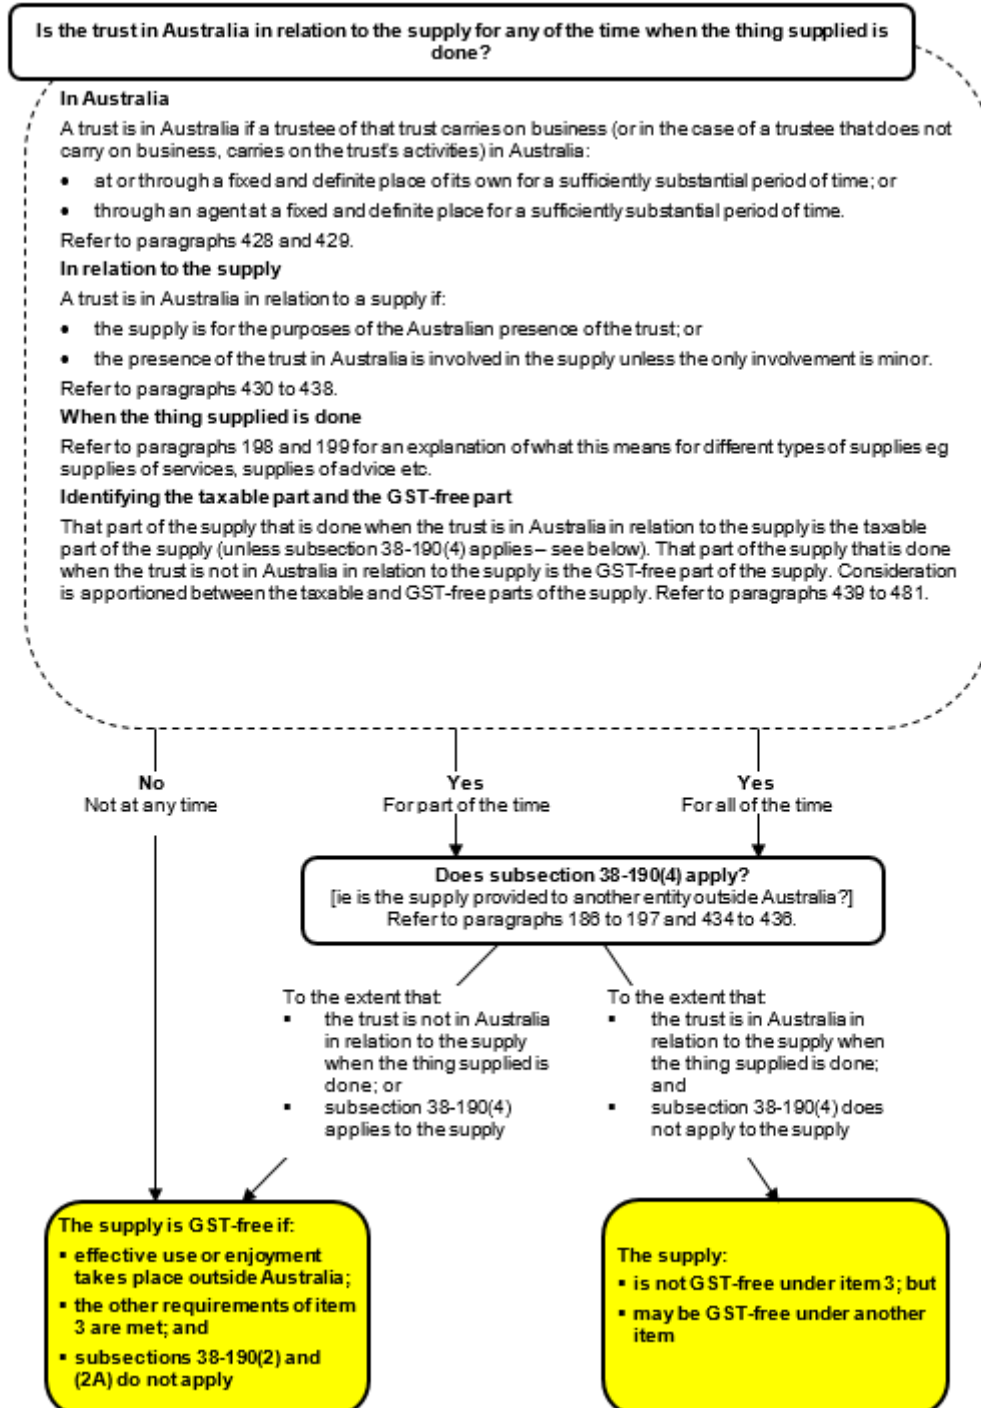 Is the trust in Australia in relation to the supply for any of the time when the thing supplied is
done?
In Australia
A trust is in Australia if a trustee of that trust carries on business (or in the case of a trustee that does not
carry on business, carries on the trust's activities) in Australia:
• at or through a fixed and definite place of its own for a sufficiently substantial period of time; or
• through an agent at a fixed and definite place for a sufficiently substantial period of time.
Refer to paragraphs 428 and 429.
In relation to the supply
A trust is in Australia in relation to a supply if:
• the supply is for the purposes of the Australian presence of the trust; or
• the presence of the trust in Australia is involved in the supply unless the only involvement is minor.
Refer to paragraphs 430 to 438.
When the thing supplied is done
Refer to paragraphs 198 and 199 for an explanation of what this means for different types of supplies eg
supplies of services, supplies of advice etc.
Identifying the taxable part and the GST-free part
That part of the supply that is done when the trust is in Australia in relation to the supply is the taxable
part of the supply (unless subsection 38-190(4) applies – see below). That part of the supply that is done
when the trust is not in Australia in relation to the supply is the GST-free part of the supply. Consideration
is apportioned between the taxable and GST-free parts of the supply. Refer to paragraphs 439 to 481.
No
Not at any time
Yes
For part of the time
Yes
For all of the time
Does subsection 38-190(4) apply?
[ie is the supply provided to another entity outside Australia?]
Refer to paragraphs 186 to 197 and 434 to 436.
To the extent that:
▪ the trust is not in Australia
in relation to the supply
when the thing supplied is
done; or
▪ subsection 38-190(4)
applies to the supply
To the extent that:
▪ the trust is in Australia in
relation to the supply when
the thing supplied is done;
and
▪ subsection 38-190(4) does
not apply to the supply
The supply is GST-free if:
▪ effective use or enjoyment
takes place outside Australia;
▪ the other requirements of item
3 are met; and
▪ subsections 38-190(2) and
(2A) do not apply
The supply:
▪ is not GST-free under item 3; but
▪ may be GST-free under another
item